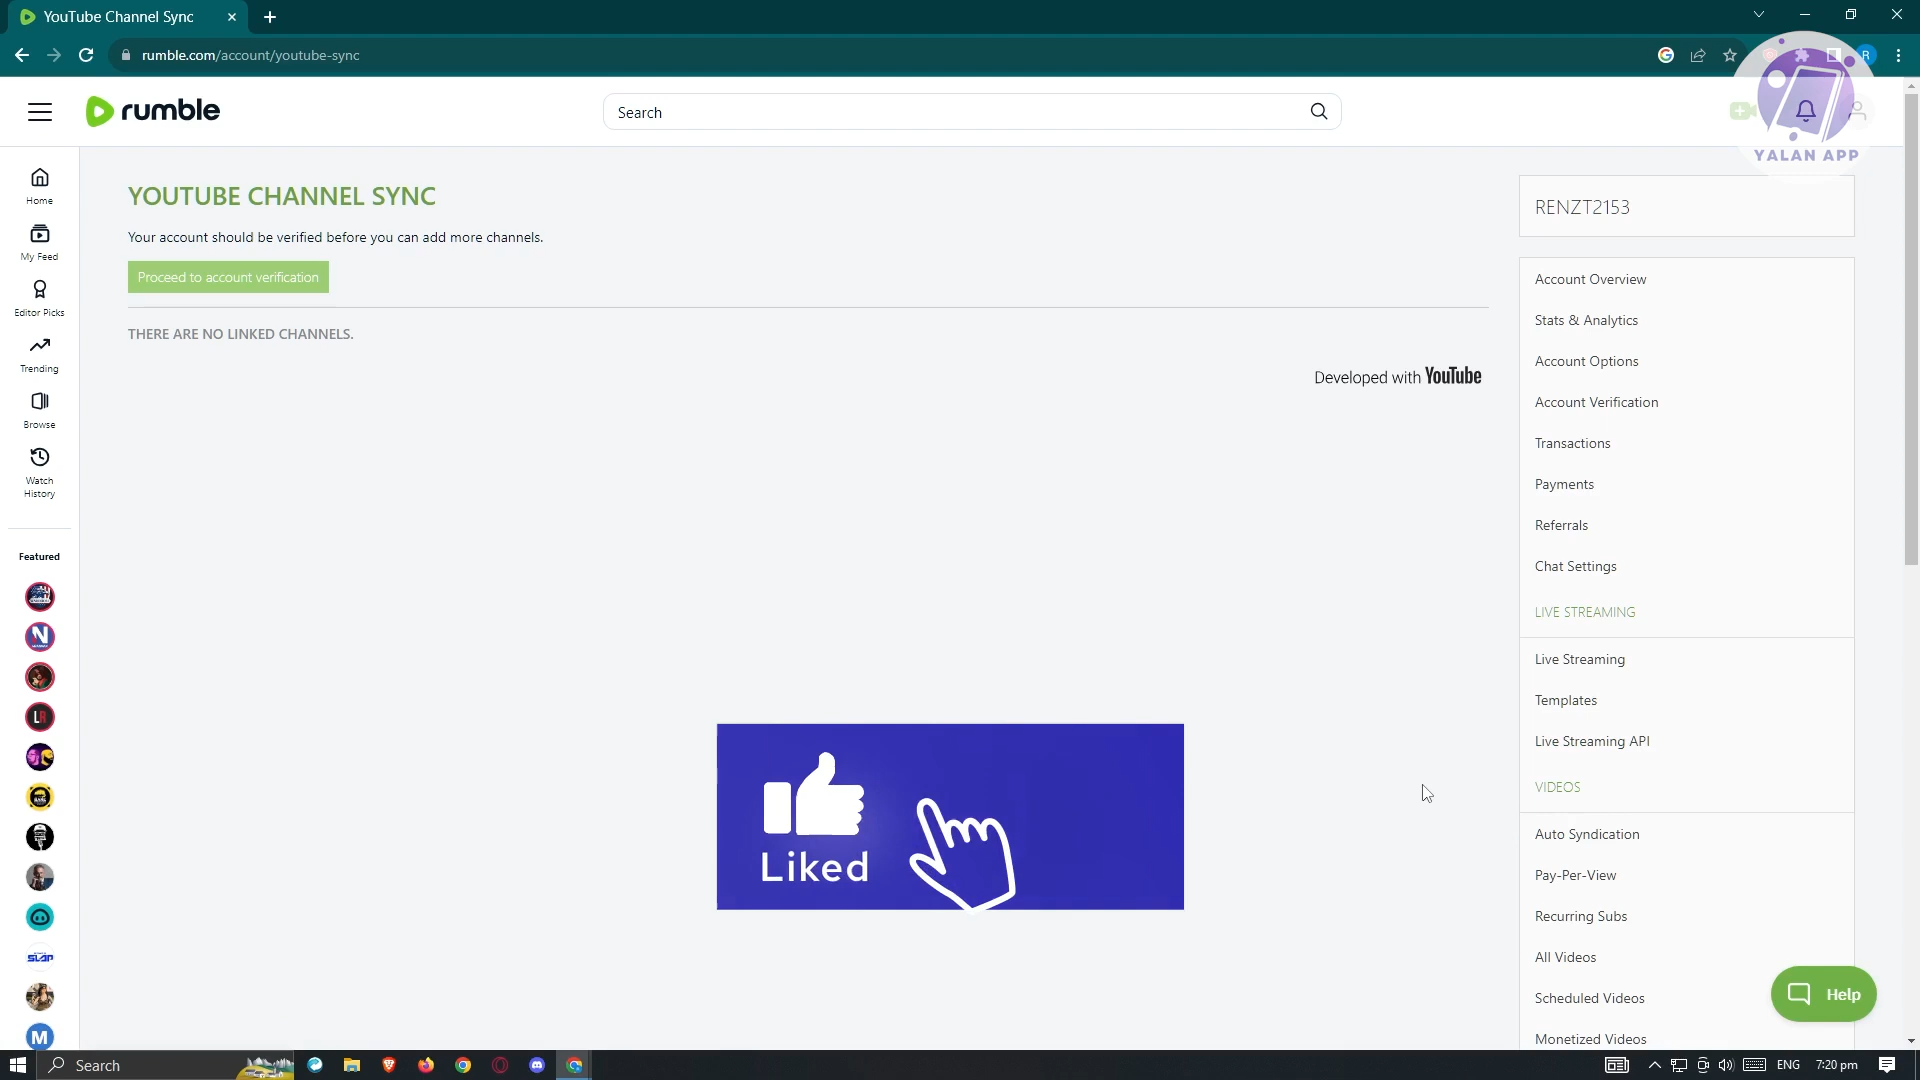 YouTube Channel Sync
rumble.com/account/youtube-sync
R
rumble
Search
YALAN APP
Home
My Feed
Editor Picks
Trending
Browse
Watch
History
Featured
N
LR
SLAP
M
YOUTUBE CHANNEL SYNC
Your account should be verified before you can add more channels.
Proceed to account verification
THERE ARE NO LINKED CHANNELS.
Developed with YouTube
Liked
RENZT2153
Account Overview
Stats & Analytics
Account Options
Account Verification
Transactions
Payments
Referrals
Chat Settings
LIVE STREAMING
Live Streaming
Templates
Live Streaming API
VIDEOS
Auto Syndication
Pay-Per-View
Recurring Subs
All Videos
Scheduled Videos
Monetized Videos
Help
Search
ENG
7:20 pm